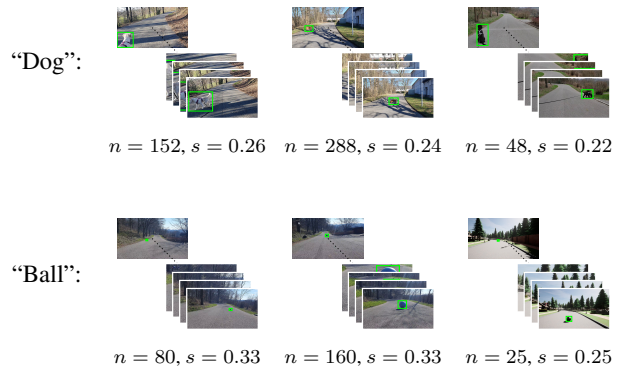 “Dog”:
n = 152, s = 0.26 n = 288, s = 0.24 n = 48, s = 0.22
“Ball”:
n = 80, s = 0.33 n = 160, s = 0.33 n = 25, s = 0.25